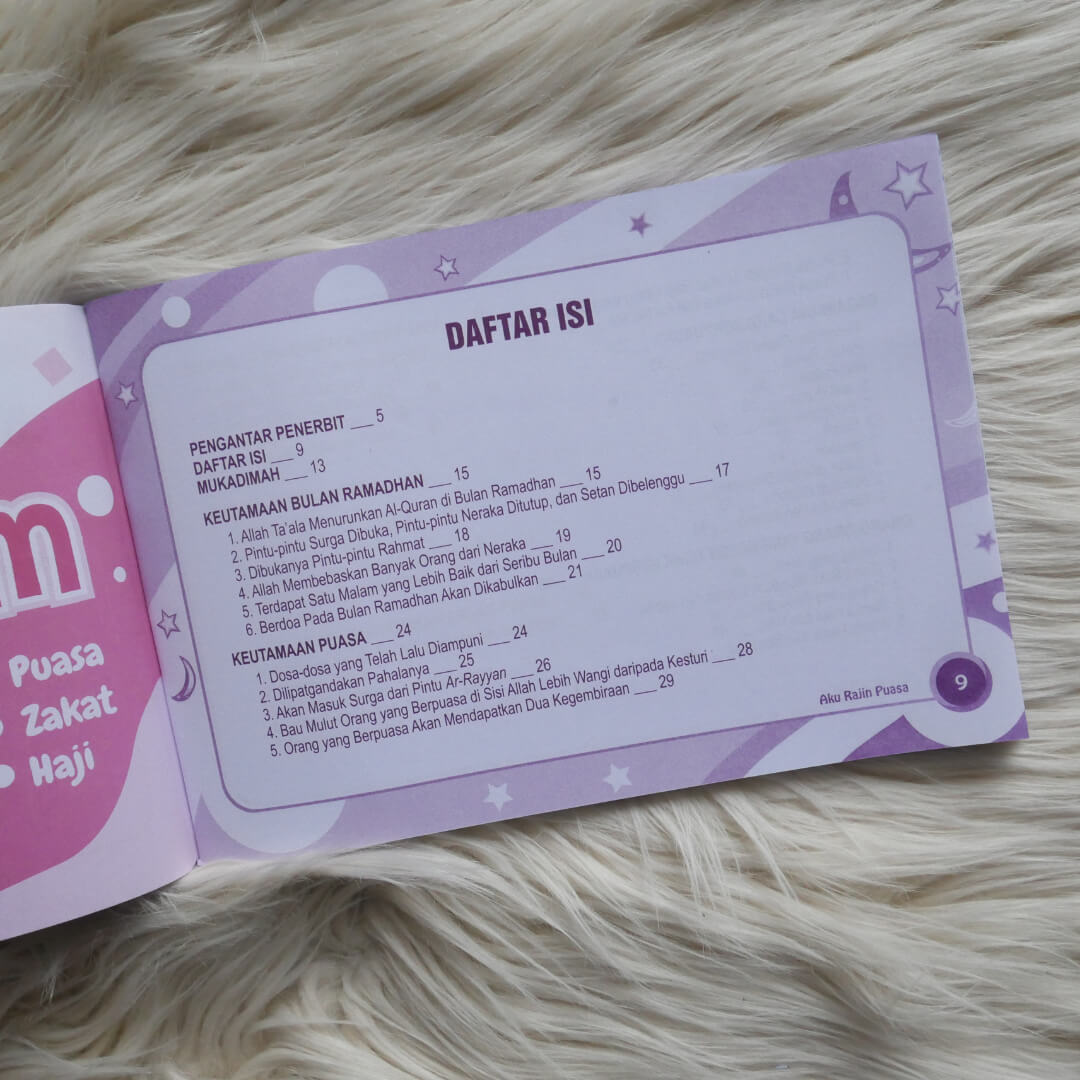 m
Puasa
Zakat
Haji
DAFTAR ISI
PENGANTAR PENERBIT ___ 5
DAFTAR ISI ___ 9
MUKADIMAH ___ 13
KEUTAMAAN BULAN RAMADHAN ___ 15
1. Allah Ta'ala Menurunkan Al-Quran di Bulan Ramadhan ___ 15
2. Pintu-pintu Surga Dibuka, Pintu-pintu Neraka Ditutup, dan Setan Dibelenggu ___ 17
3. Dibukanya Pintu-pintu Rahmat ___ 18
4. Allah Membebaskan Banyak Orang dari Neraka ___ 19
5. Terdapat Satu Malam yang Lebih Baik dari Seribu Bulan ___ 20
6. Berdoa Pada Bulan Ramadhan Akan Dikabulkan ___ 21
KEUTAMAAN PUASA ___ 24
1. Dosa-dosa yang Telah Lalu Diampuni ___ 24
2. Dilipatgandakan Pahalanya ___ 25
3. Akan Masuk Surga dari Pintu Ar-Rayyan ___ 26
4. Bau Mulut Orang yang Berpuasa di Sisi Allah Lebih Wangi daripada Kesturi ___ 28
5. Orang yang Berpuasa Akan Mendapatkan Dua Kegembiraan ___ 29
Aku Rajin Puasa
9